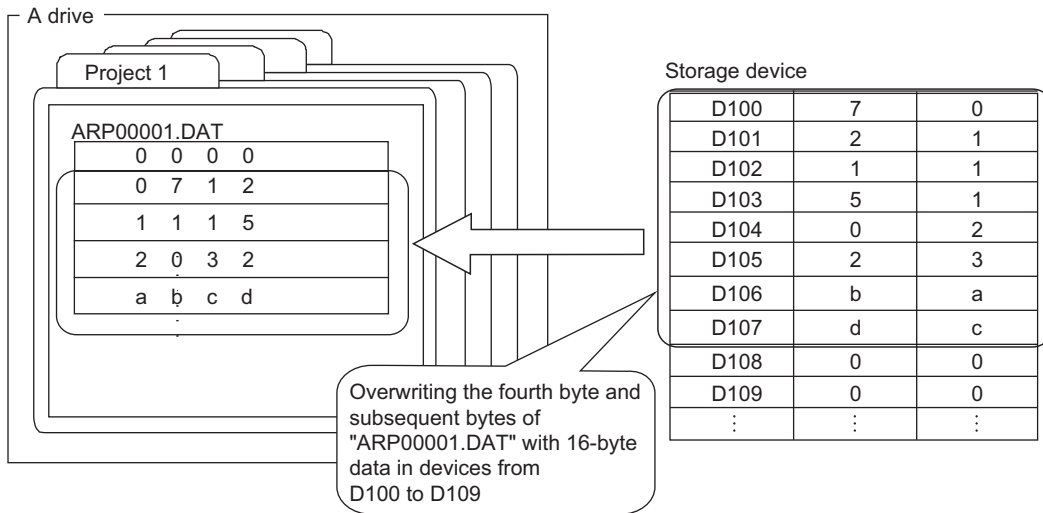 A drive
Project 1
ARP00001.DAT
0 0 0 0
0 7 1 2
1 1 1 5
2 0 3 2
a b c d
⋮
Storage device
D100 7 0
D101 2 1
D102 1 1
D103 5 1
D104 0 2
D105 2 3
D106 b a
D107 d c
D108 0 0
D109 0 0
⋮ ⋮ ⋮
Overwriting the fourth byte and
subsequent bytes of
"ARP00001.DAT" with 16-byte
data in devices from
D100 to D109